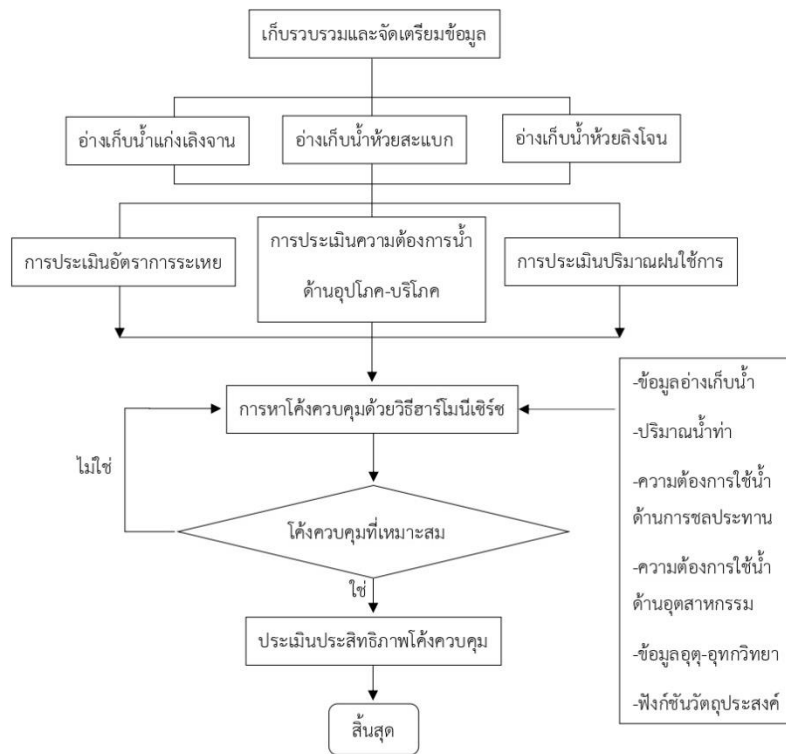 เก็บรวบรวมและจัดเตรียมข้อมูล
อ่างเก็บน้ำแก่งเลิงจาน
อ่างเก็บน้ำห้วยสะแบก
อ่างเก็บน้ำห้วยลิงโจน
การประเมินอัตราการระเหย
การประเมินความต้องการน้ำ
ด้านอุปโภค-บริโภค
การประเมินปริมาณฝนใช้การ
การหาโค้งควบคุมด้วยวิธีฮาร์โมนีเซิร์ช
ไม่ใช่
โค้งควบคุมที่เหมาะสม
ใช่
ประเมินประสิทธิภาพโค้งควบคุม
สิ้นสุด
-ข้อมูลอ่างเก็บน้ำ
-ปริมาณน้ำท่า
-ความต้องการใช้น้ำ
ด้านการชลประทาน
-ความต้องการใช้น้ำ
ด้านอุตสาหกรรม
-ข้อมูลอุตุ-อุทกวิทยา
-ฟังก์ชันวัตถุประสงค์